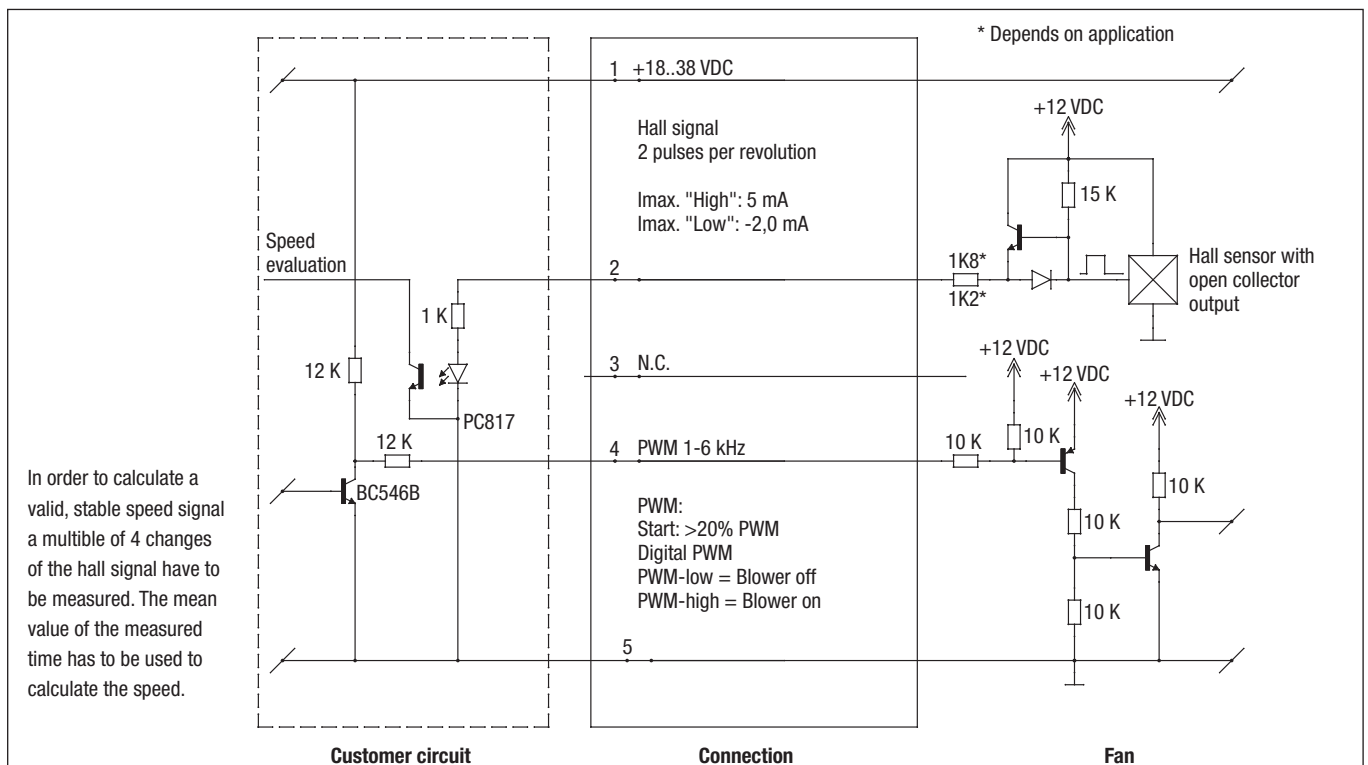 * Depends on application
1 +18..38 VDC
+12 VDC
Hall signal
2 pulses per revolution
15 K
Imax. "High": 5 mA
Imax. "Low": -2,0 mA
Speed
evaluation
2
1K8*
1K2*
Hall sensor with
open collector
output
1 K
12 K
3 N.C.
+12 VDC
+12 VDC
+12 VDC
PC817
12 K
4 PWM 1-6 kHz
10 K
10 K
BC546B
10 K
10 K
10 K
In order to calculate a
valid, stable speed signal
a multible of 4 changes
of the hall signal have to
be measured. The mean
value of the measured
time has to be used to
calculate the speed.
PWM:
Start: >20% PWM
Digital PWM
PWM-low = Blower off
PWM-high = Blower on
5
Customer circuit
Connection
Fan